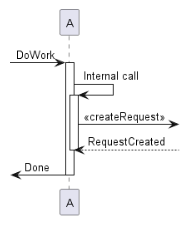 A
DoWork
Internal call
«createRequest»
RequestCreated
Done
A